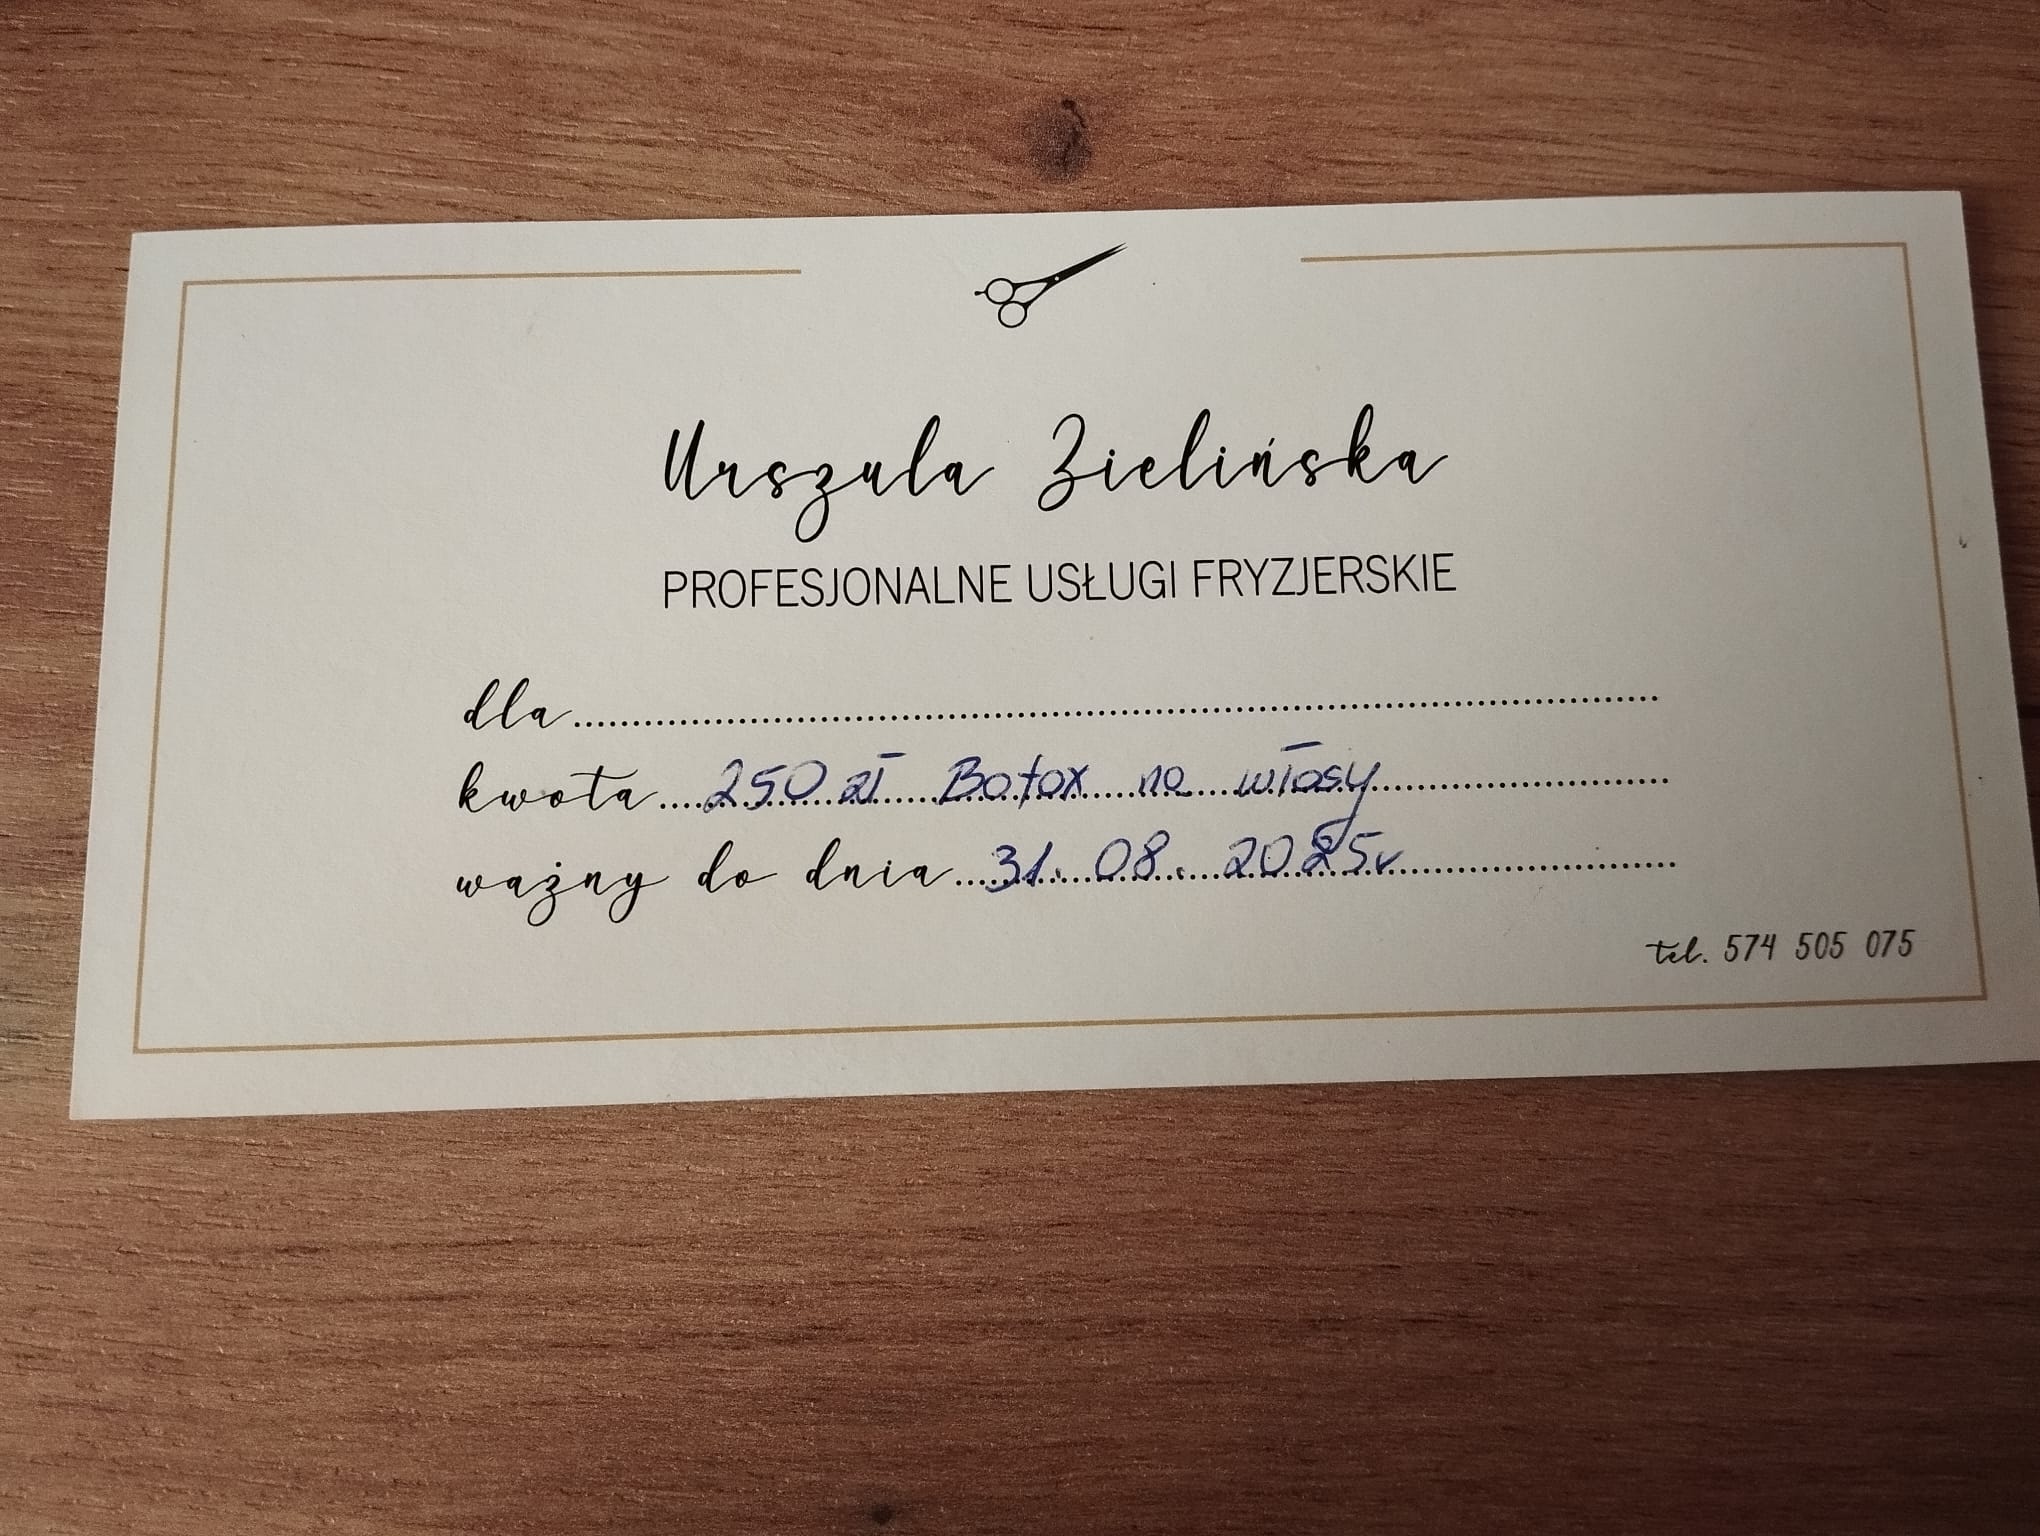 Urszula Zielińska
PROFESJONALNE USŁUGI FRYZJERSKIE
dla..............................
kwota....250 zł Botox na włosy..............
ważny do dnia....31. 08. 2025r..............
tel. 574 505 075